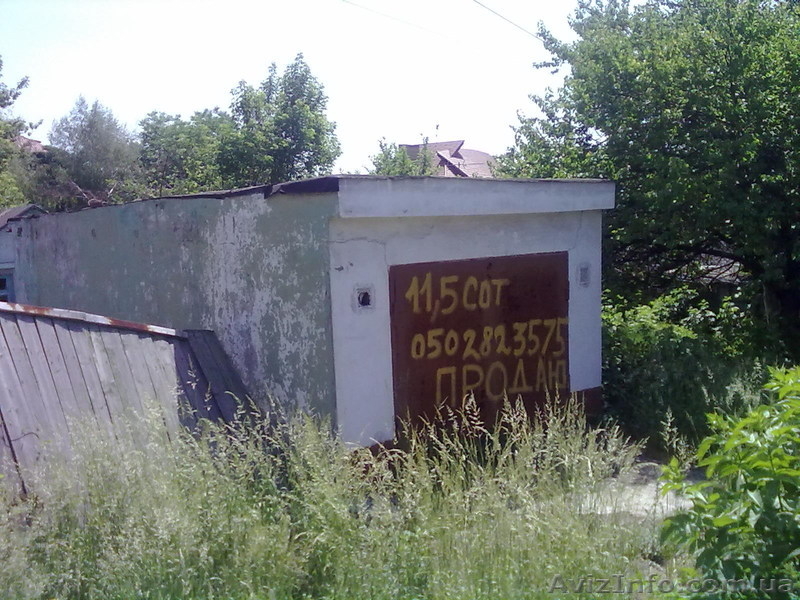 11,5 СОТ
0502823575
ПРОДАЮ
AvizInfo.com.ua